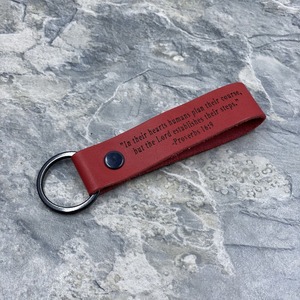 "In their hearts humans plan their course,
but the Lord establishes their steps."
-Proverbs 16:9